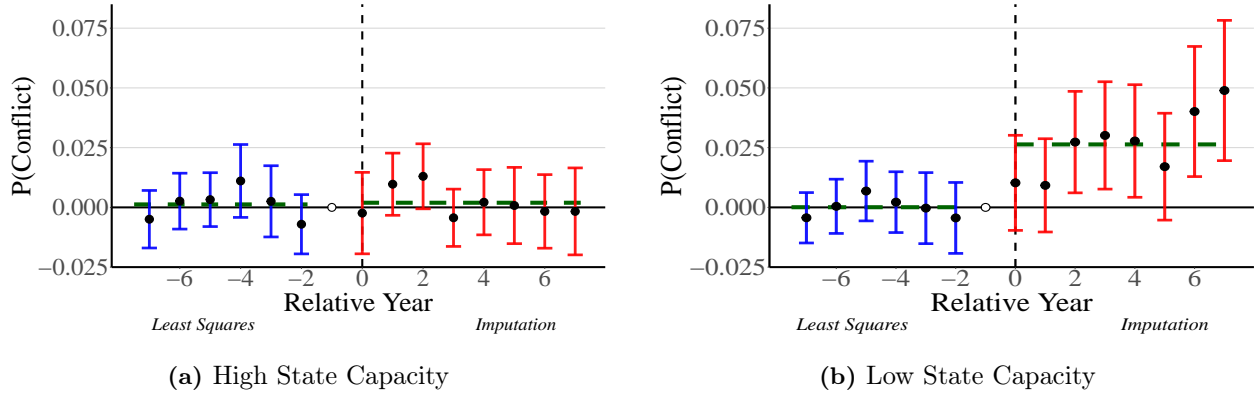 P(Conflict)
0.075
0.050
0.025
0.000
−0.025
−6 −4 −2 0 2 4 6
Relative Year
Least Squares Imputation
(a) High State Capacity
P(Conflict)
0.075
0.050
0.025
0.000
−0.025
−6 −4 −2 0 2 4 6
Relative Year
Least Squares Imputation
(b) Low State Capacity